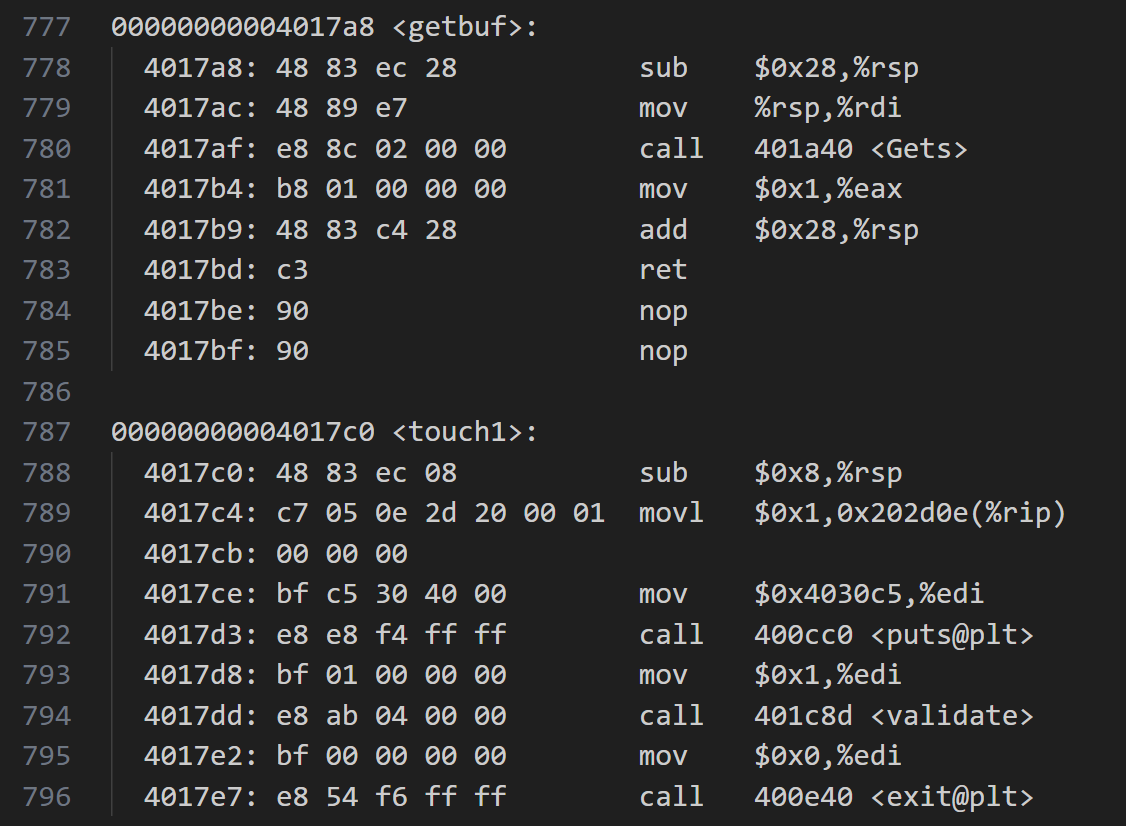 777 00000000004017a8 <getbuf>:
778 4017a8: 48 83 ec 28 sub $0x28,%rsp
779 4017ac: 48 89 e7 mov %rsp,%rdi
780 4017af: e8 8c 02 00 00 call 401a40 <Gets>
781 4017b4: b8 01 00 00 00 mov $0x1,%eax
782 4017b9: 48 83 c4 28 add $0x28,%rsp
783 4017bd: c3 ret
784 4017be: 90 nop
785 4017bf: 90 nop
786
787 00000000004017c0 <touch1>:
788 4017c0: 48 83 ec 08 sub $0x8,%rsp
789 4017c4: c7 05 0e 2d 20 00 01 movl $0x1,0x202d0e(%rip)
790 4017cb: 00 00 00
791 4017ce: bf c5 30 40 00 mov $0x4030c5,%edi
792 4017d3: e8 e8 f4 ff ff call 400cc0 <puts@plt>
793 4017d8: bf 01 00 00 00 mov $0x1,%edi
794 4017dd: e8 ab 04 00 00 call 401c8d <validate>
795 4017e2: bf 00 00 00 00 mov $0x0,%edi
796 4017e7: e8 54 f6 ff ff call 400e40 <exit@plt>